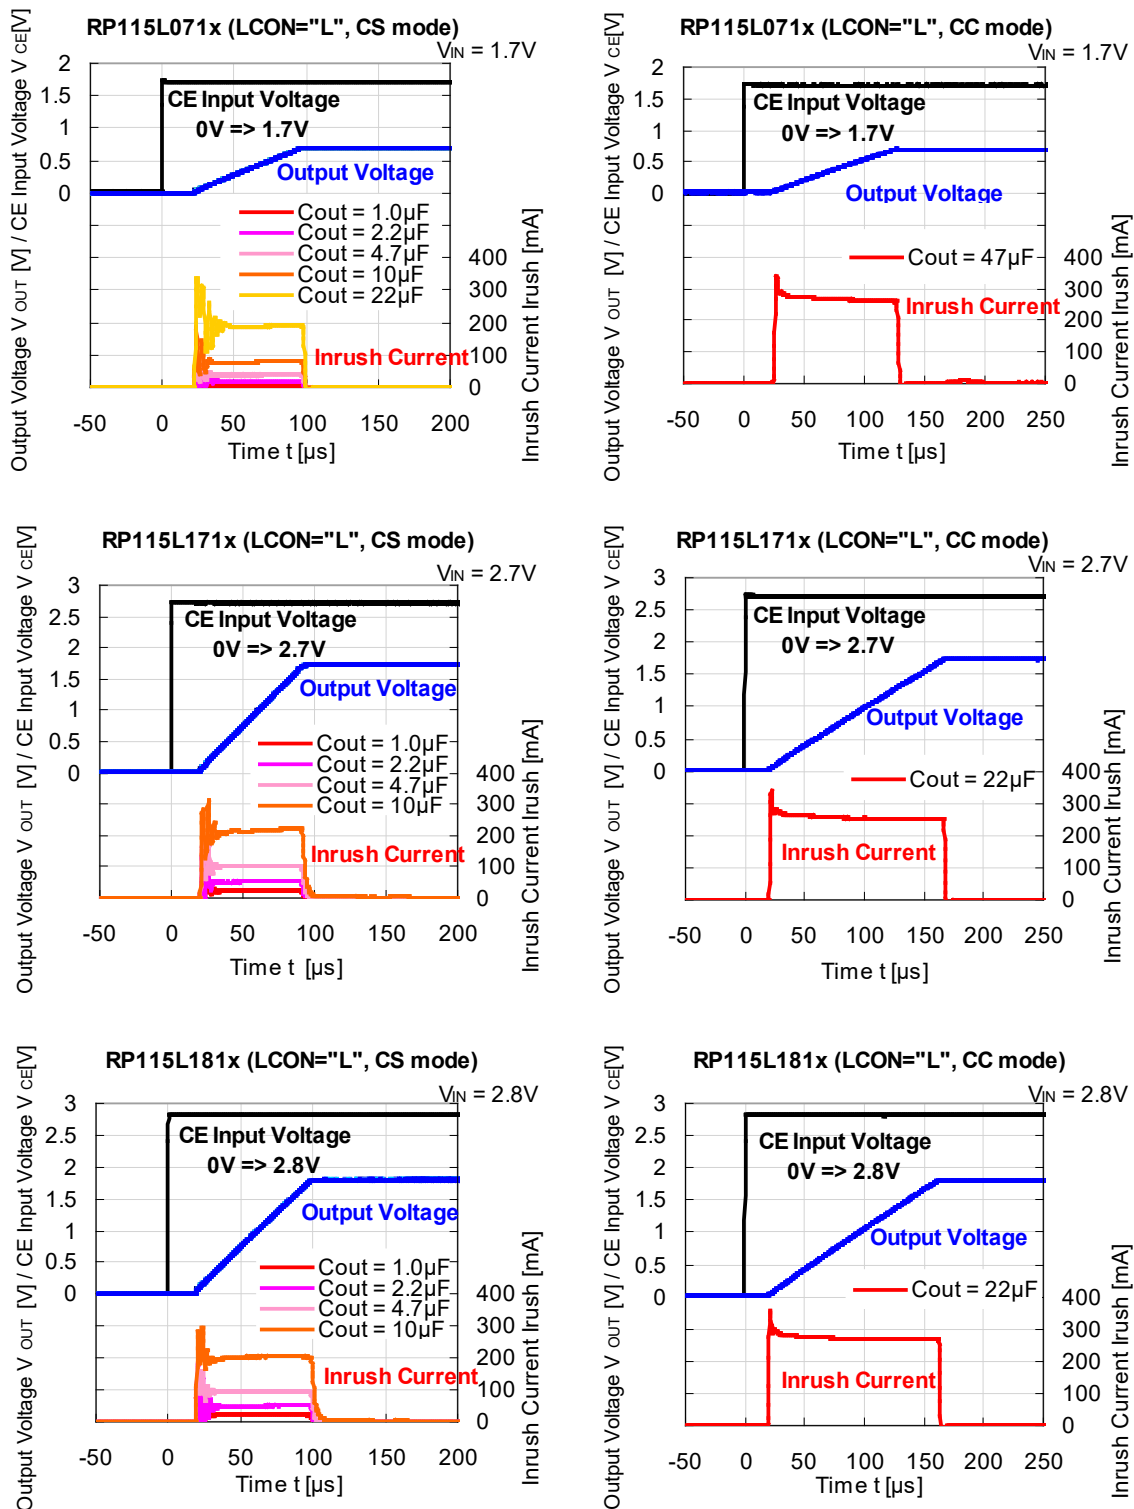 RP115L071x (LCON="L", CS mode)
VIN = 1.7V
Output Voltage V OUT [V] / CE Input Voltage V CE[V]
2
1.5
1
0.5
0
CE Input Voltage
0V => 1.7V
Output Voltage
Cout = 1.0µF
Cout = 2.2µF
Cout = 4.7µF
Cout = 10µF
Cout = 22µF
Inrush Current
400
300
200
100
0
Inrush Current Irush [mA]
-50 0 50 100 150 200
Time t [µs]
RP115L071x (LCON="L", CC mode)
VIN = 1.7V
Output Voltage V OUT [V] / CE Input Voltage V CE[V]
2
1.5
1
0.5
0
CE Input Voltage
0V => 1.7V
Output Voltage
Cout = 47µF
Inrush Current
400
300
200
100
0
Inrush Current Irush [mA]
-50 0 50 100 150 200 250
Time t [µs]
RP115L171x (LCON="L", CS mode)
VIN = 2.7V
Output Voltage V OUT [V] / CE Input Voltage V CE[V]
3
2.5
2
1.5
1
0.5
0
CE Input Voltage
0V => 2.7V
Output Voltage
Cout = 1.0µF
Cout = 2.2µF
Cout = 4.7µF
Cout = 10µF
Inrush Current
400
300
200
100
0
Inrush Current Irush [mA]
-50 0 50 100 150 200
Time t [µs]
RP115L171x (LCON="L", CC mode)
VIN = 2.7V
Output Voltage V OUT [V] / CE Input Voltage V CE[V]
3
2.5
2
1.5
1
0.5
0
CE Input Voltage
0V => 2.7V
Output Voltage
Cout = 22µF
Inrush Current
400
300
200
100
0
Inrush Current Irush [mA]
-50 0 50 100 150 200 250
Time t [µs]
RP115L181x (LCON="L", CS mode)
VIN = 2.8V
Output Voltage V OUT [V] / CE Input Voltage V CE[V]
3
2.5
2
1.5
1
0.5
0
CE Input Voltage
0V => 2.8V
Output Voltage
Cout = 1.0µF
Cout = 2.2µF
Cout = 4.7µF
Cout = 10µF
Inrush Current
400
300
200
100
0
Inrush Current Irush [mA]
-50 0 50 100 150 200
Time t [µs]
RP115L181x (LCON="L", CC mode)
VIN = 2.8V
Output Voltage V OUT [V] / CE Input Voltage V CE[V]
3
2.5
2
1.5
1
0.5
0
CE Input Voltage
0V => 2.8V
Output Voltage
Cout = 22µF
Inrush Current
400
300
200
100
0
Inrush Current Irush [mA]
-50 0 50 100 150 200 250
Time t [µs]